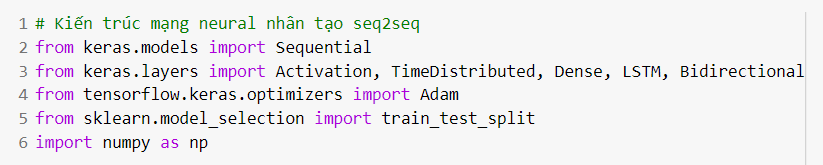 1 # Kiến trúc mạng neural nhân tạo seq2seq
2 from keras.models import Sequential
3 from keras.layers import Activation, TimeDistributed, Dense, LSTM, Bidirectional
4 from tensorflow.keras.optimizers import Adam
5 from sklearn.model_selection import train_test_split
6 import numpy as np